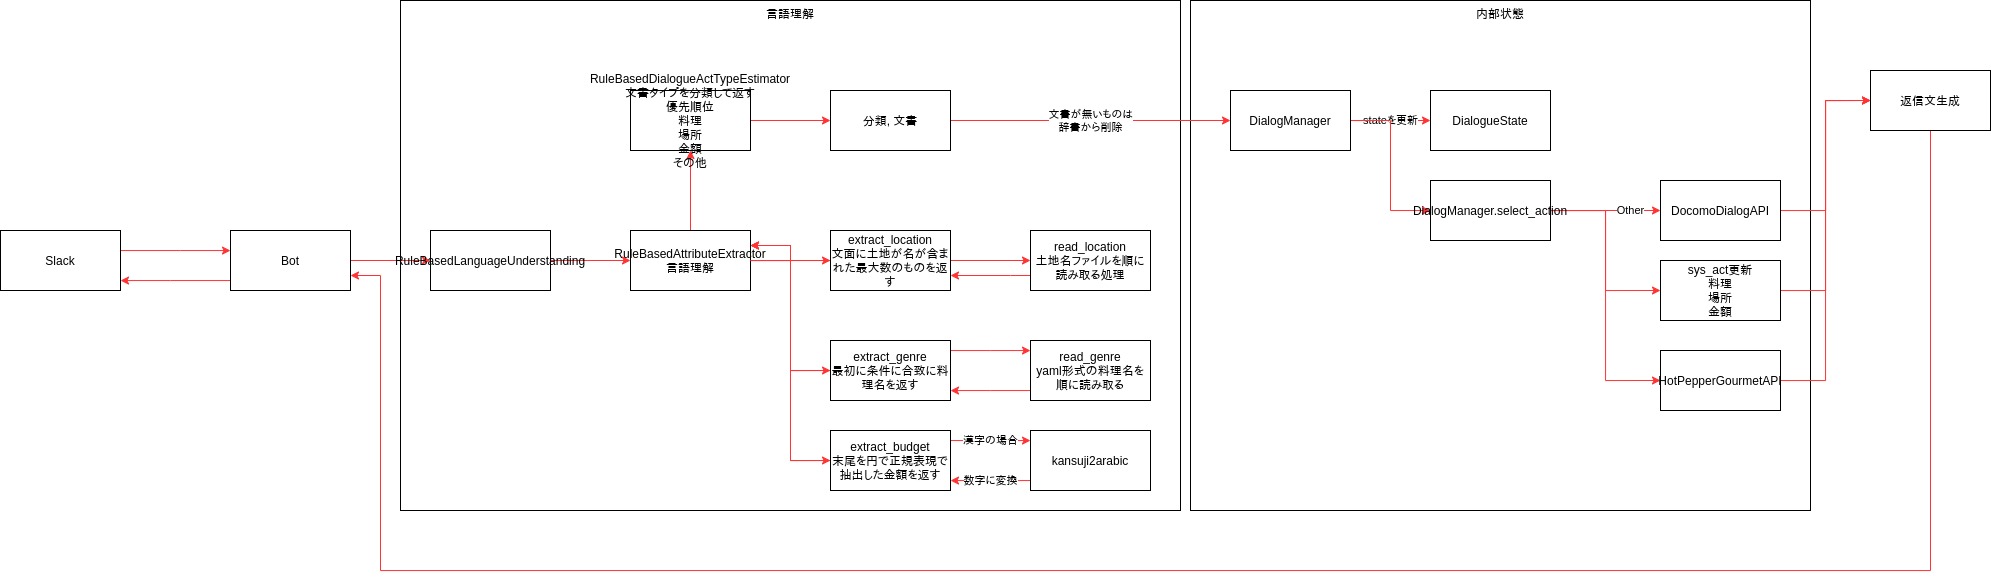 言語理解
内部状態
RuleBasedDialogueActTypeEstimator
文書タイプを分類して返す
優先順位
料理
場所
金額
その他
分類, 文書
文書が無いものは
辞書から削除
DialogManager
stateを更新
DialogueState
返信文生成
DialogManager.select_action
Other
DocomoDialogAPI
Slack
Bot
RuleBasedLanguageUnderstanding
RuleBasedAttributeExtractor
言語理解
extract_location
文面に土地が名が含ま
れた最大数のものを返
す
read_location
土地名ファイルを順に
読み取る処理
sys_act更新
料理
場所
金額
extract_genre
最初に条件に合致に料
理名を返す
read_genre
yaml形式の料理名を
順に読み取る
HotPepperGourmetAPI
extract_budget
末尾を円で正規表現で
抽出した金額を返す
漢字の場合
数字に変換
kansuji2arabic